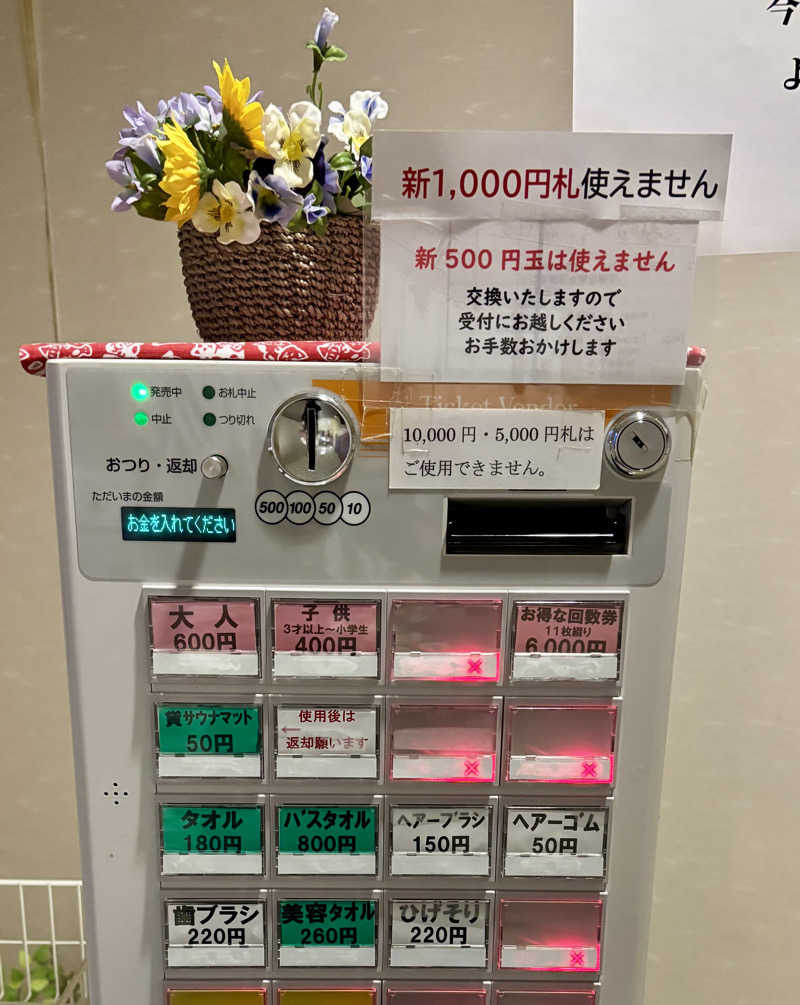 今
よ
新1,000円札使えません
新500円玉は使えません
交換いたしますので
受付にお越しください
お手数おかけします
Ticket Vendor
10,000円・5,000円札は
ご使用できません。
発売中
お札中止
中止
つり切れ
おつり・返却
ただいまの金額
お金を入れてください
500 100 50 10
大人
600円
子供
3才以上～小学生
400円
お得な回数券
11枚綴り
6,000円
貸サウナマット
50円
使用後は
←
返却願います
タオル
180円
バスタオル
800円
ヘアーブラシ
150円
ヘアーゴム
50円
歯ブラシ
220円
美容タオル
260円
ひげそり
220円